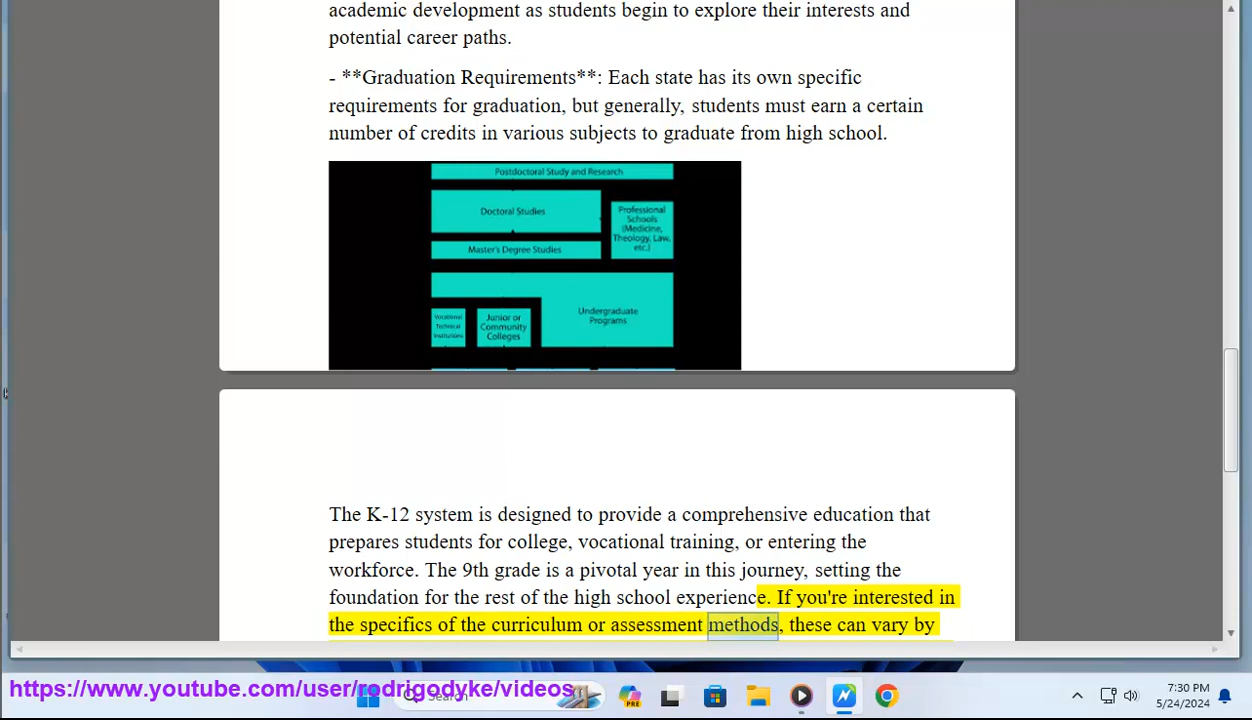 academic development as students begin to explore their interests and
potential career paths.
- **Graduation Requirements**: Each state has its own specific
requirements for graduation, but generally, students must earn a certain
number of credits in various subjects to graduate from high school.
Postdoctoral Study and Research
Doctoral Studies
Professional
Schools
(Medicine,
Theology, Law,
etc.)
Master's Degree Studies
Undergraduate
Programs
Vocational
Technical
Institutions
Junior or
Community
Colleges
The K-12 system is designed to provide a comprehensive education that
prepares students for college, vocational training, or entering the
workforce. The 9th grade is a pivotal year in this journey, setting the
foundation for the rest of the high school experience. If you're interested in
the specifics of the curriculum or assessment methods, these can vary by
https://www.youtube.com/user/rodrigodyke/videos
Search
PRE
7:30 PM
5/24/2024